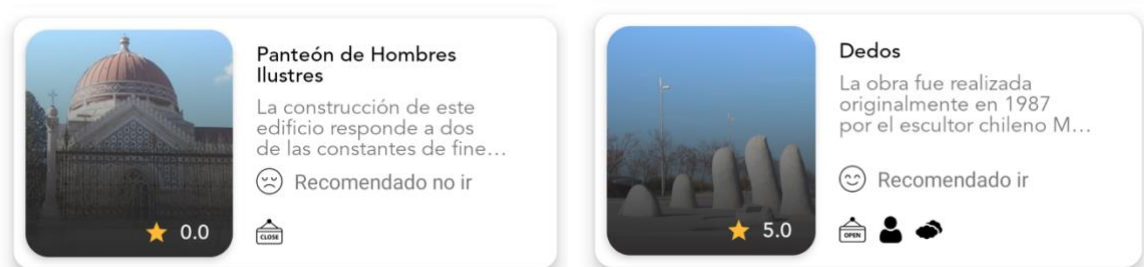 Panteón de Hombres
Ilustres
La construcción de este
edificio responde a dos
de las constantes de fine...
Recomendado no ir
0.0
CLOSE
Dedos
La obra fue realizada
originalmente en 1987
por el escultor chileno M...
Recomendado ir
5.0
OPEN